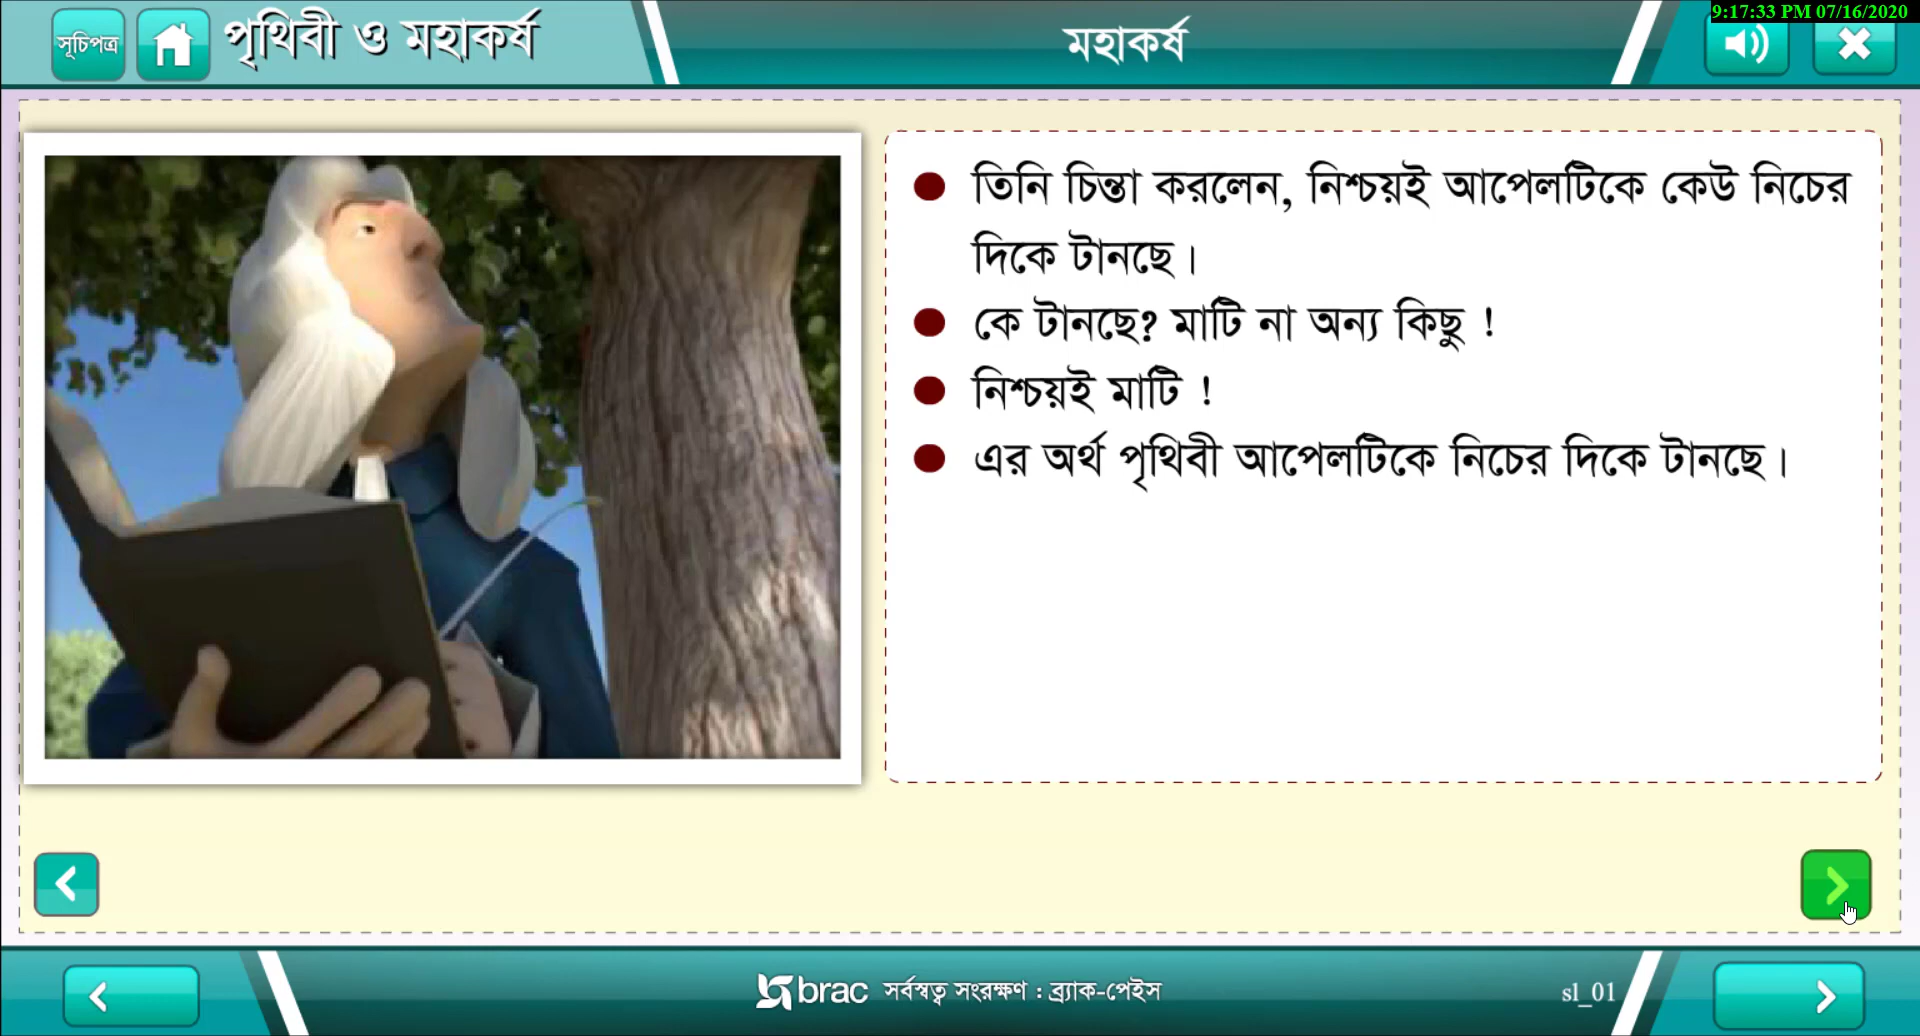 9:17:33 PM 07/16/2020
সূচিপত্র
পৃথিবী ও মহাকর্ষ
মহাকর্ষ
তিনি চিন্তা করলেন, নিশ্চয়ই আপেলটিকে কেউ নিচের
দিকে টানছে।
কে টানছে? মাটি না অন্য কিছু !
নিশ্চয়ই মাটি !
এর অর্থ পৃথিবী আপেলটিকে নিচের দিকে টানছে।
brac সর্বস্বত্ব সংরক্ষণ : ব্র্যাক-পেইস
sl_01